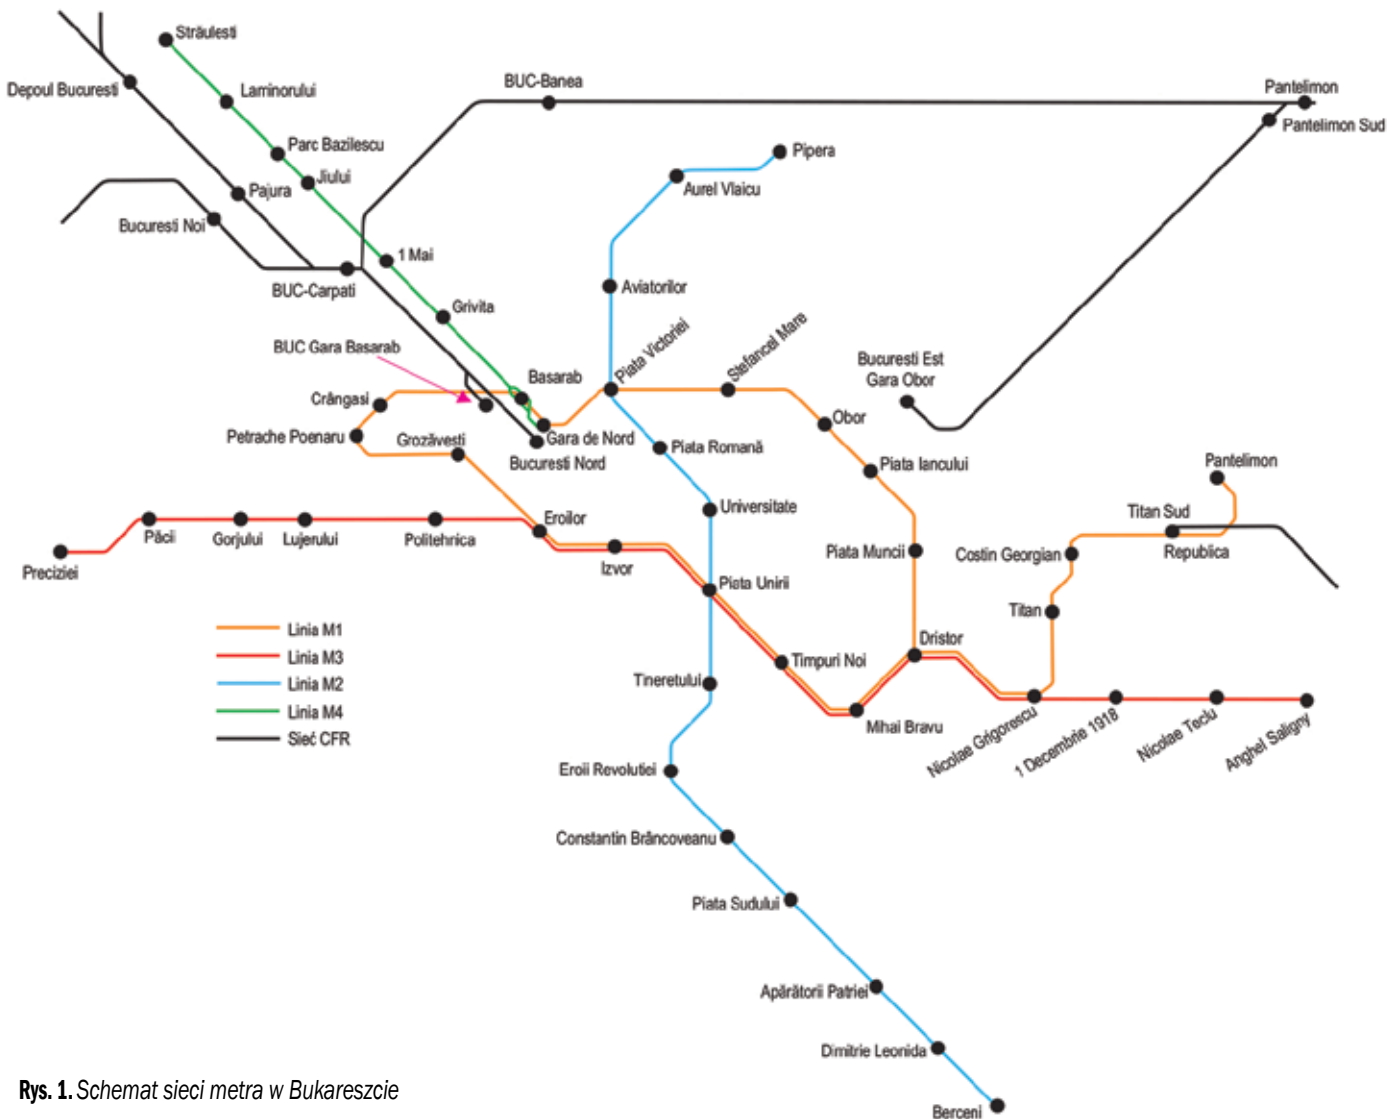 Străulesti
Depoul Bucuresti
Laminorului
BUC-Banea
Pantelimon
Pantelimon Sud
Parc Bazilescu
Pipera
Jiului
Pajura
Aurel Vlaicu
Bucuresti Noi
1 Mai
BUC-Carpati
Aviatorilor
Grivita
BUC Gara Basarab
Piata Victoriei
Stefancel Mare
Bucuresti Est
Gara Obor
Basarab
Crângasi
Obor
Petrache Poenaru
Grozăvesti
Gara de Nord
Bucuresti Nord
Piata Romană
Piata Iancului
Pantelimon
Universitate
Titan Sud
Eroilor
Păcii
Gorjului
Lujerului
Politehnica
Piata Muncii
Costin Georgian
Republica
Preciziei
Izvor
Piata Unirii
Titan
Linia M1
Linia M3
Linia M2
Linia M4
Sieć CFR
Dristor
Timpuri Noi
Tineretului
Mihai Bravu
Nicolae Grigorescu
1 Decembrie 1918
Nicolae Teclu
Anghel Saligny
Eroii Revolutiei
Constantin Brâncoveanu
Piata Sudului
Apărătorii Patriei
Dimitrie Leonida
Berceni
Rys. 1. Schemat sieci metra w Bukareszcie